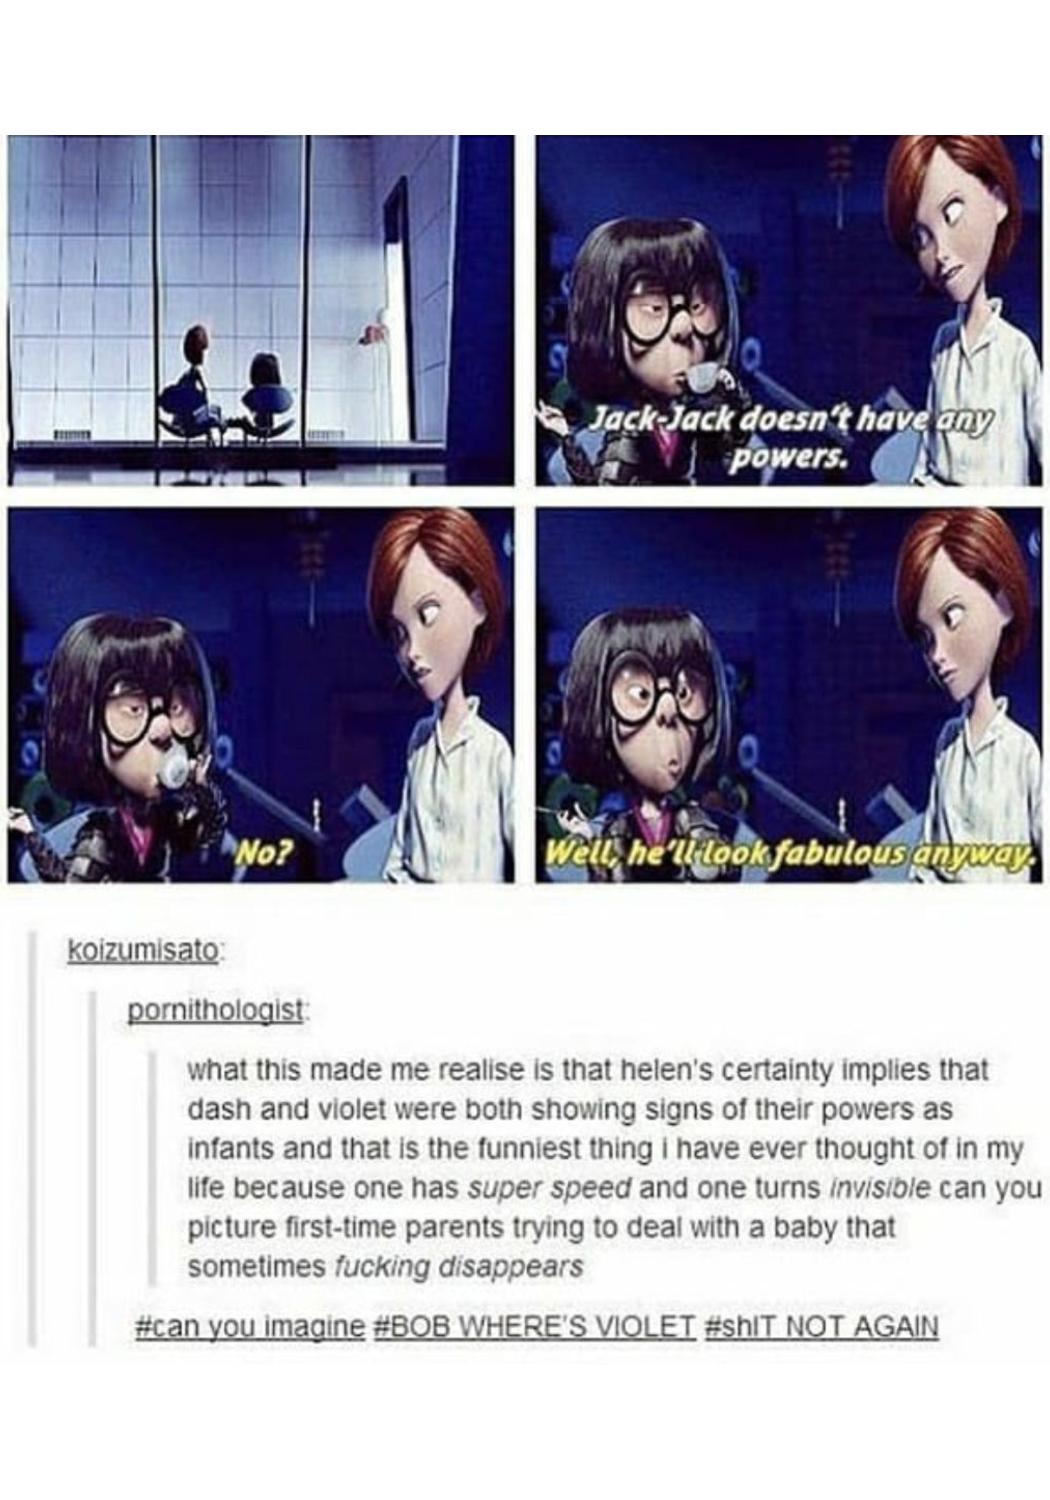 Jack-Jack doesn't have any
powers.
No?
Well, he'll look fabulous anyway.
koizumisato:
pornithologist:
what this made me realise is that helen's certainty implies that
dash and violet were both showing signs of their powers as
infants and that is the funniest thing i have ever thought of in my
life because one has super speed and one turns invisible can you
picture first-time parents trying to deal with a baby that
sometimes fucking disappears
#can you imagine #BOB WHERE'S VIOLET #shIT NOT AGAIN